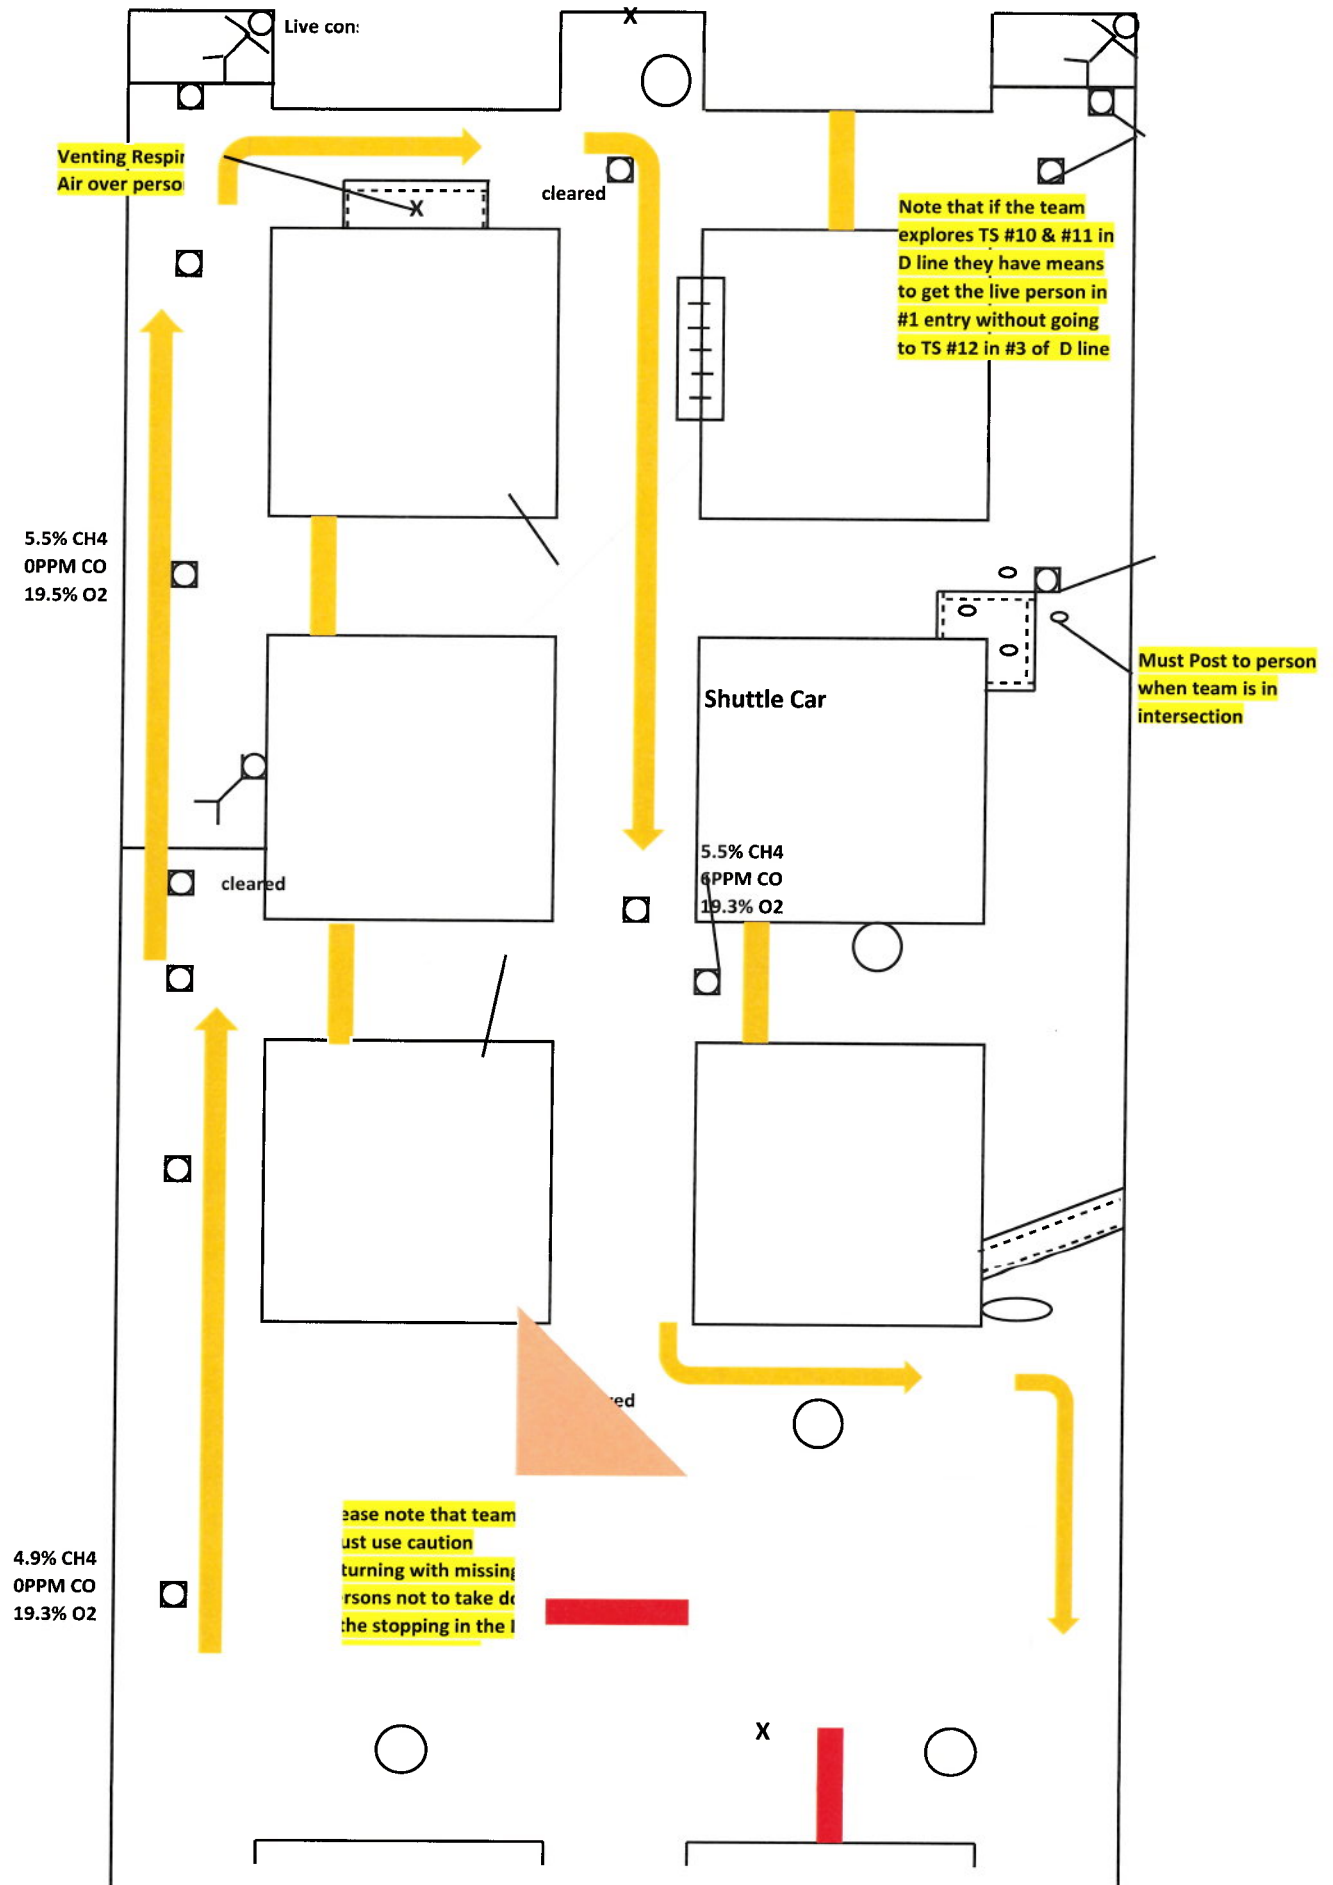 X
Live con
Venting
Air over
X
cleared
Note that if the team
explores TS #10 & #11 in
D line they have means
to get the live person in
#1 entry without going
to TS #12 in #3 of D line
5.5% CH4
0PPM CO
19.5% O2
Must Post to person
when team is in
intersection
Shuttle Car
5.5% CH4
6PPM CO
19.3% O2
cleared
ed
ease note that team
ust use caution
turning with missing
rsons not to take
the stopping in the
4.9% CH4
0PPM CO
19.3% O2
X